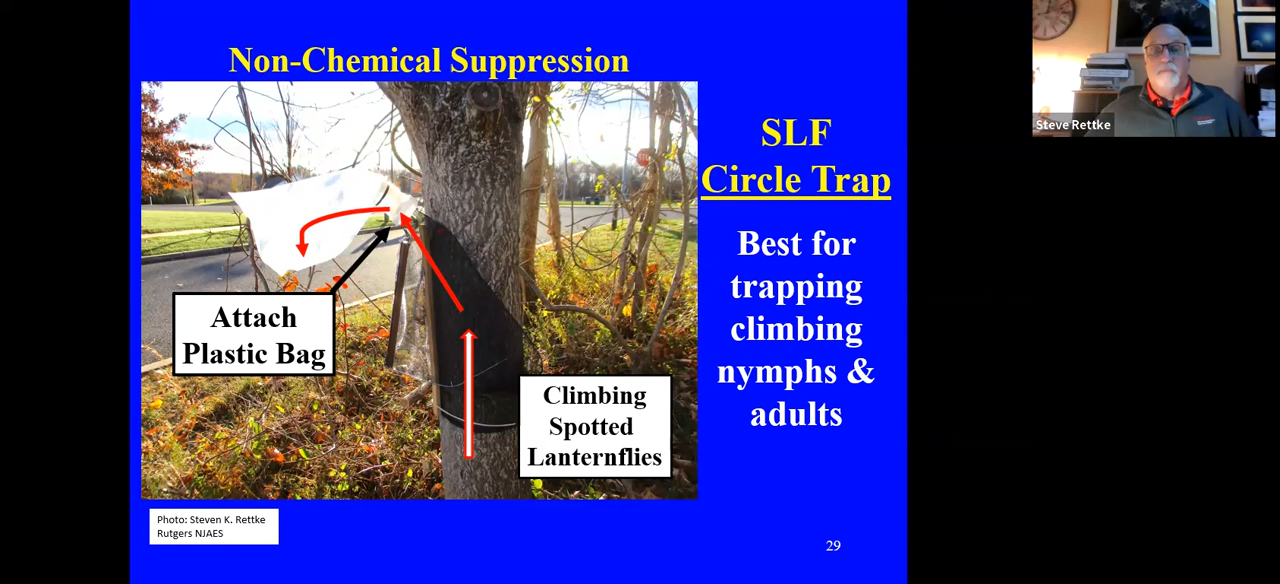 Non-Chemical Suppression
SLF
Circle Trap
Best for
trapping
climbing
nymphs &
adults
Attach
Plastic Bag
Climbing
Spotted
Lanternflies
Photo: Steven K. Rettke
Rutgers NJAES
29
Steve Rettke